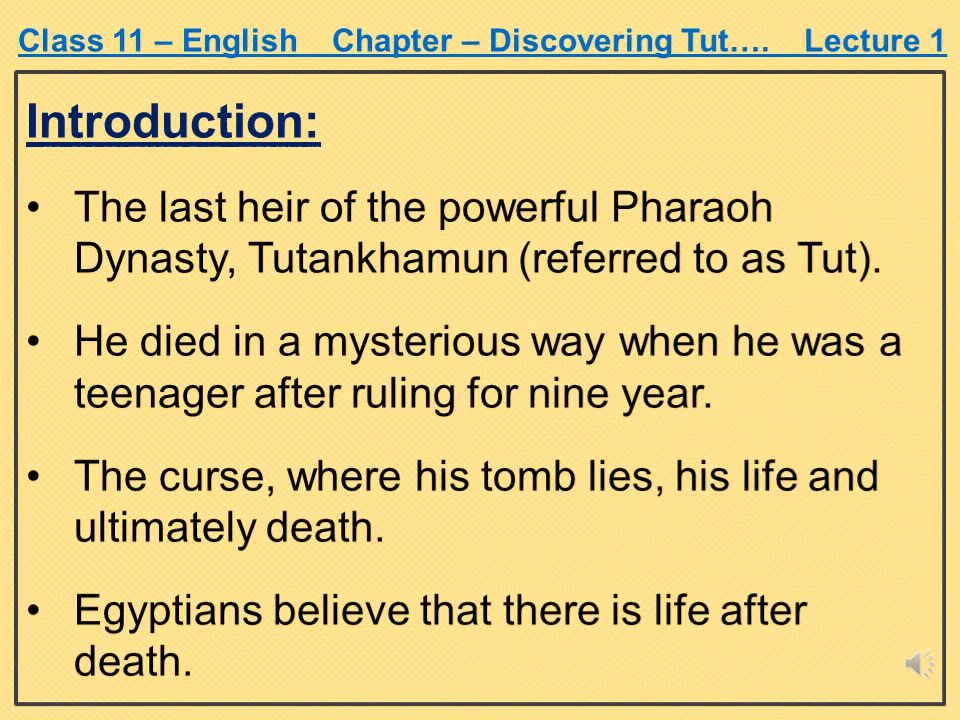 Class 11 – English    Chapter – Discovering Tut….    Lecture 1
Introduction:
• The last heir of the powerful Pharaoh
Dynasty, Tutankhamun (referred to as Tut).
• He died in a mysterious way when he was a
teenager after ruling for nine year.
• The curse, where his tomb lies, his life and
ultimately death.
• Egyptians believe that there is life after
death.